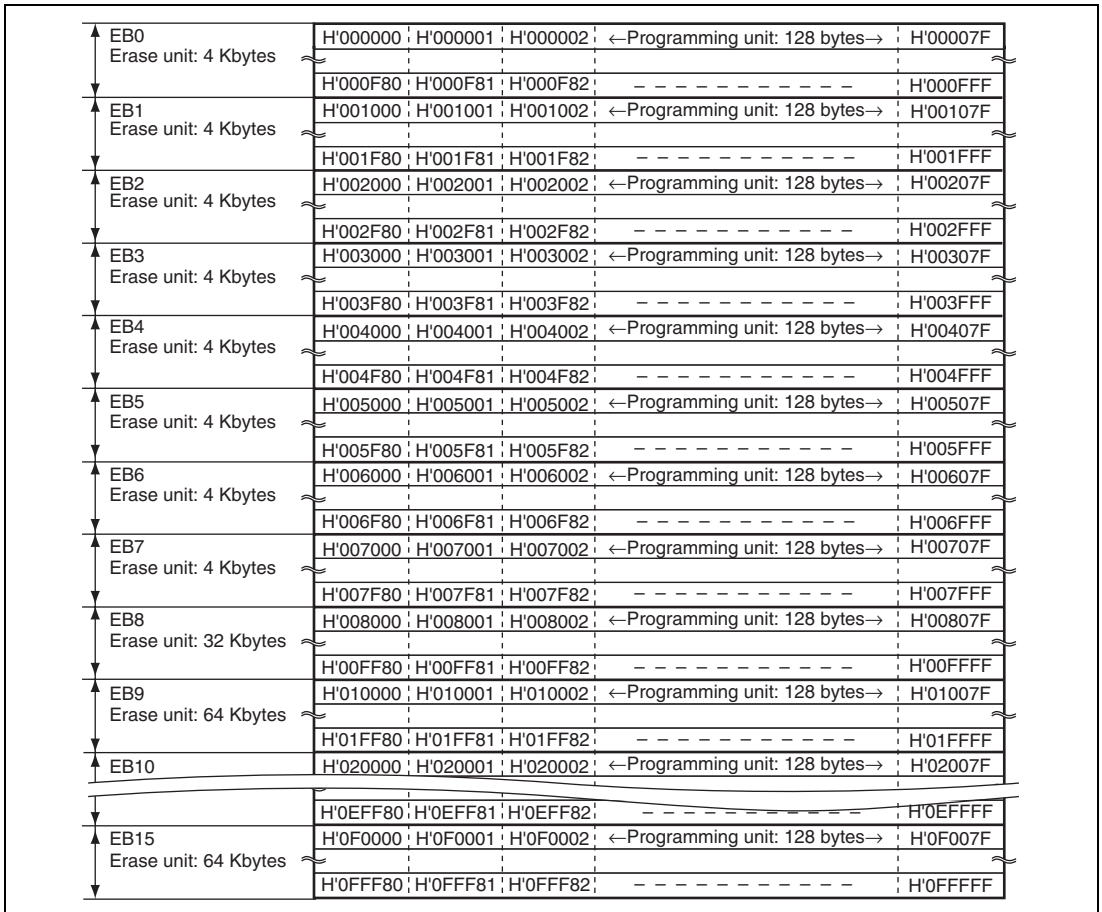 EB0 H'000000 H'000001 H'000002 ←Programming unit: 128 bytes→ H'00007F
Erase unit: 4 Kbytes
H'000F80 H'000F81 H'000F82 – – – – – – – – – – – H'000FFF
EB1 H'001000 H'001001 H'001002 ←Programming unit: 128 bytes→ H'00107F
Erase unit: 4 Kbytes
H'001F80 H'001F81 H'001F82 – – – – – – – – – – – H'001FFF
EB2 H'002000 H'002001 H'002002 ←Programming unit: 128 bytes→ H'00207F
Erase unit: 4 Kbytes
H'002F80 H'002F81 H'002F82 – – – – – – – – – – – H'002FFF
EB3 H'003000 H'003001 H'003002 ←Programming unit: 128 bytes→ H'00307F
Erase unit: 4 Kbytes
H'003F80 H'003F81 H'003F82 – – – – – – – – – – – H'003FFF
EB4 H'004000 H'004001 H'004002 ←Programming unit: 128 bytes→ H'00407F
Erase unit: 4 Kbytes
H'004F80 H'004F81 H'004F82 – – – – – – – – – – – H'004FFF
EB5 H'005000 H'005001 H'005002 ←Programming unit: 128 bytes→ H'00507F
Erase unit: 4 Kbytes
H'005F80 H'005F81 H'005F82 – – – – – – – – – – – H'005FFF
EB6 H'006000 H'006001 H'006002 ←Programming unit: 128 bytes→ H'00607F
Erase unit: 4 Kbytes
H'006F80 H'006F81 H'006F82 – – – – – – – – – – – H'006FFF
EB7 H'007000 H'007001 H'007002 ←Programming unit: 128 bytes→ H'00707F
Erase unit: 4 Kbytes
H'007F80 H'007F81 H'007F82 – – – – – – – – – – – H'007FFF
EB8 H'008000 H'008001 H'008002 ←Programming unit: 128 bytes→ H'00807F
Erase unit: 32 Kbytes
H'00FF80 H'00FF81 H'00FF82 – – – – – – – – – – – H'00FFFF
EB9 H'010000 H'010001 H'010002 ←Programming unit: 128 bytes→ H'01007F
Erase unit: 64 Kbytes
H'01FF80 H'01FF81 H'01FF82 – – – – – – – – – – – H'01FFFF
EB10 H'020000 H'020001 H'020002 ←Programming unit: 128 bytes→ H'02007F
H'0EFF80 H'0EFF81 H'0EFF82 – – – – – – – – – – – H'0EFFFF
EB15 H'0F0000 H'0F0001 H'0F0002 ←Programming unit: 128 bytes→ H'0F007F
Erase unit: 64 Kbytes
H'0FFF80 H'0FFF81 H'0FFF82 – – – – – – – – – – – H'0FFFFF